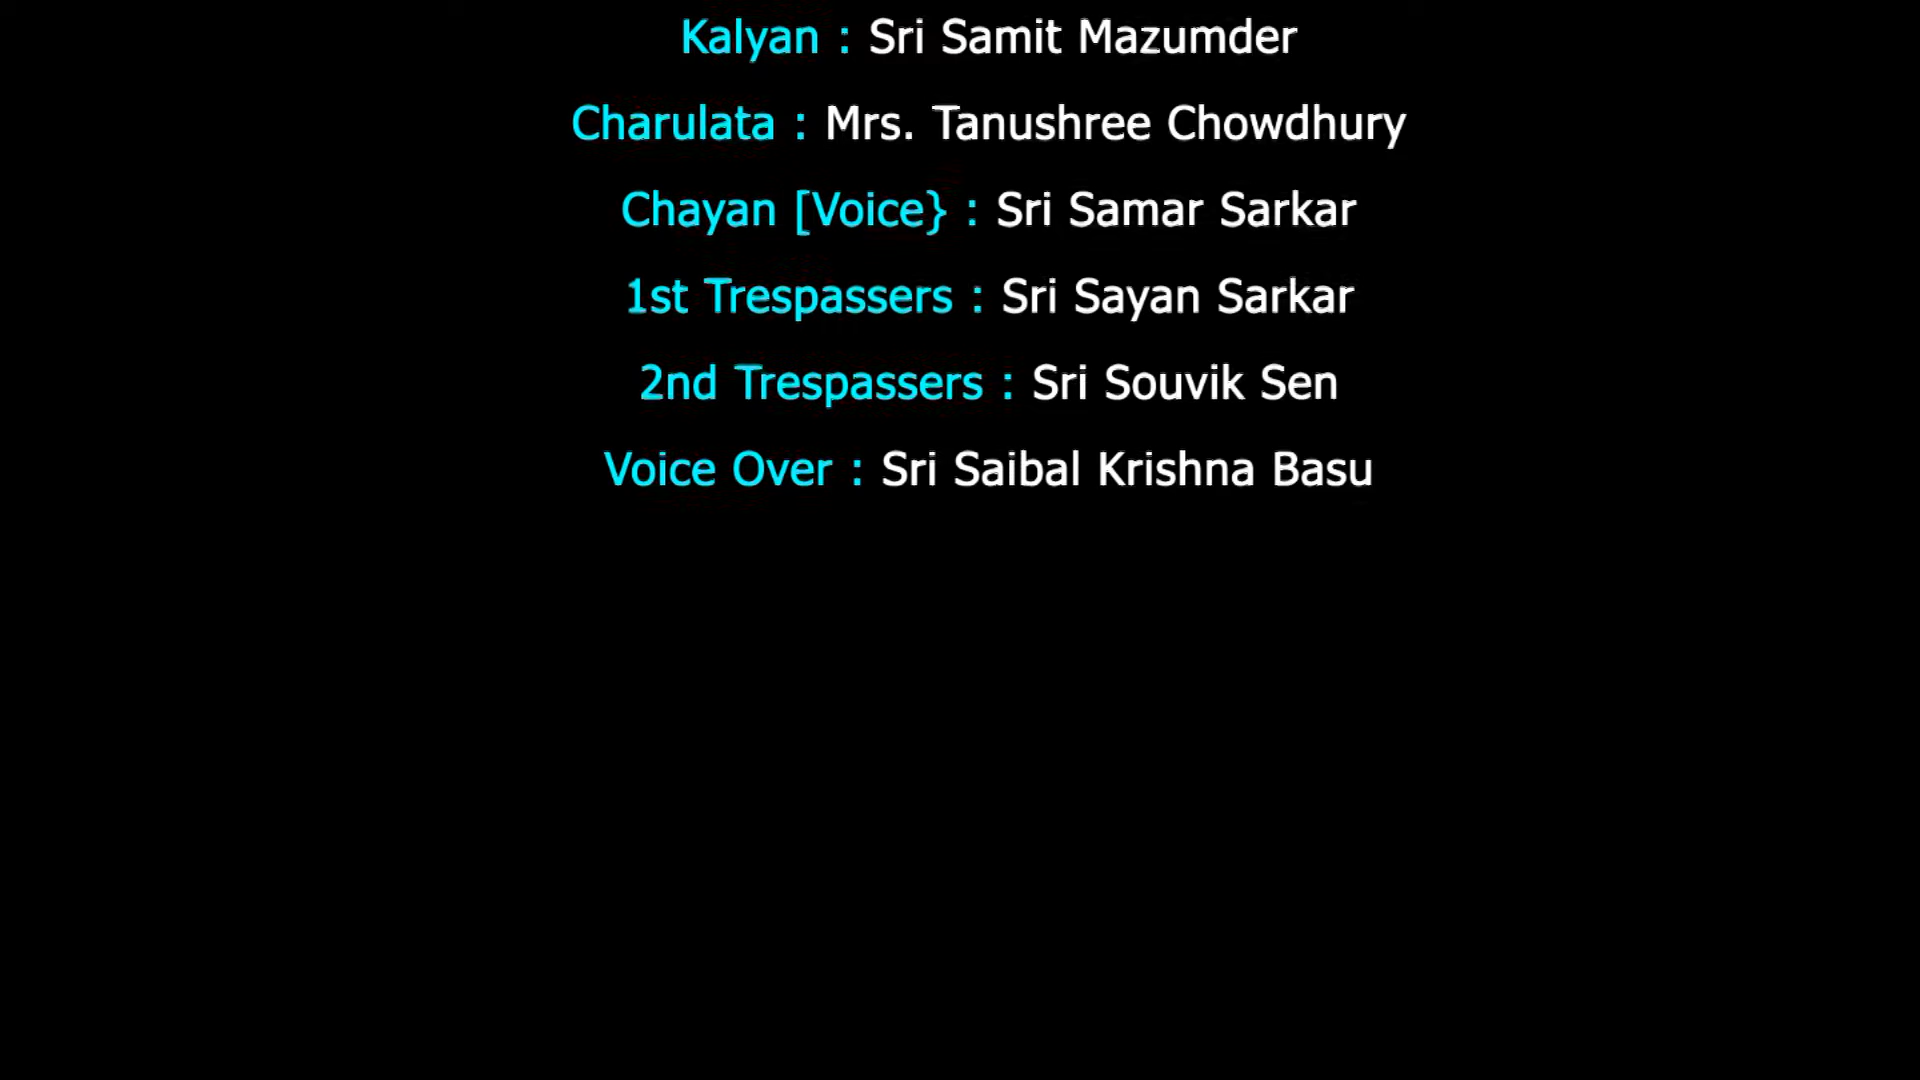 Kalyan : Sri Samit Mazumder
Charulata : Mrs. Tanushree Chowdhury
Chayan [Voice} : Sri Samar Sarkar
1st Trespassers : Sri Sayan Sarkar
2nd Trespassers : Sri Souvik Sen
Voice Over : Sri Saibal Krishna Basu